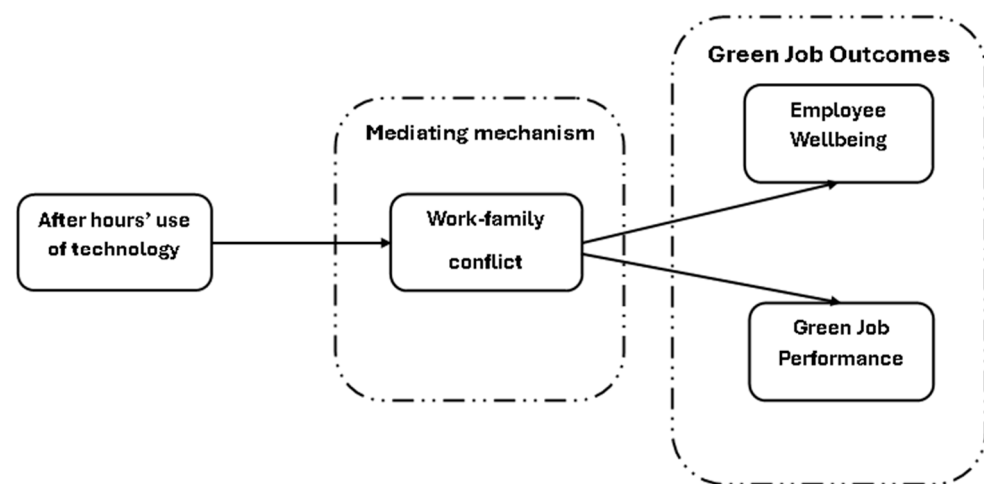 Green Job Outcomes
Employee
Wellbeing
Mediating mechanism
After hours’ use
of technology
Work-family
conflict
Green Job
Performance